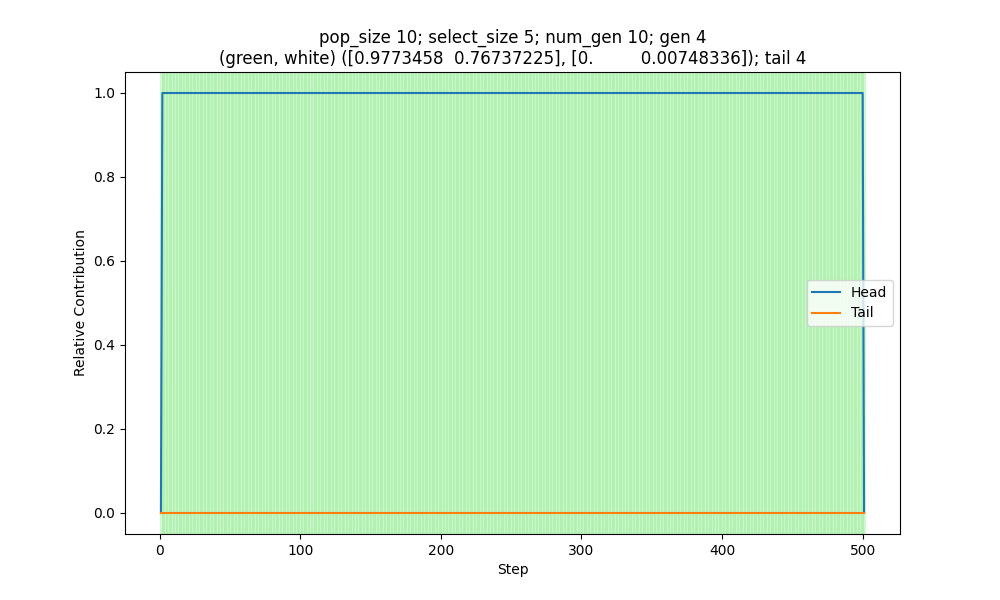 pop_size 10; select_size 5; num_gen 10; gen 4
(green, white) ([0.9773458  0.76737225], [0.         0.00748336]); tail 4
1.0
0.8
0.6
0.4
0.2
0.0
Relative Contribution
Head
Tail
0 100 200 300 400 500
Step